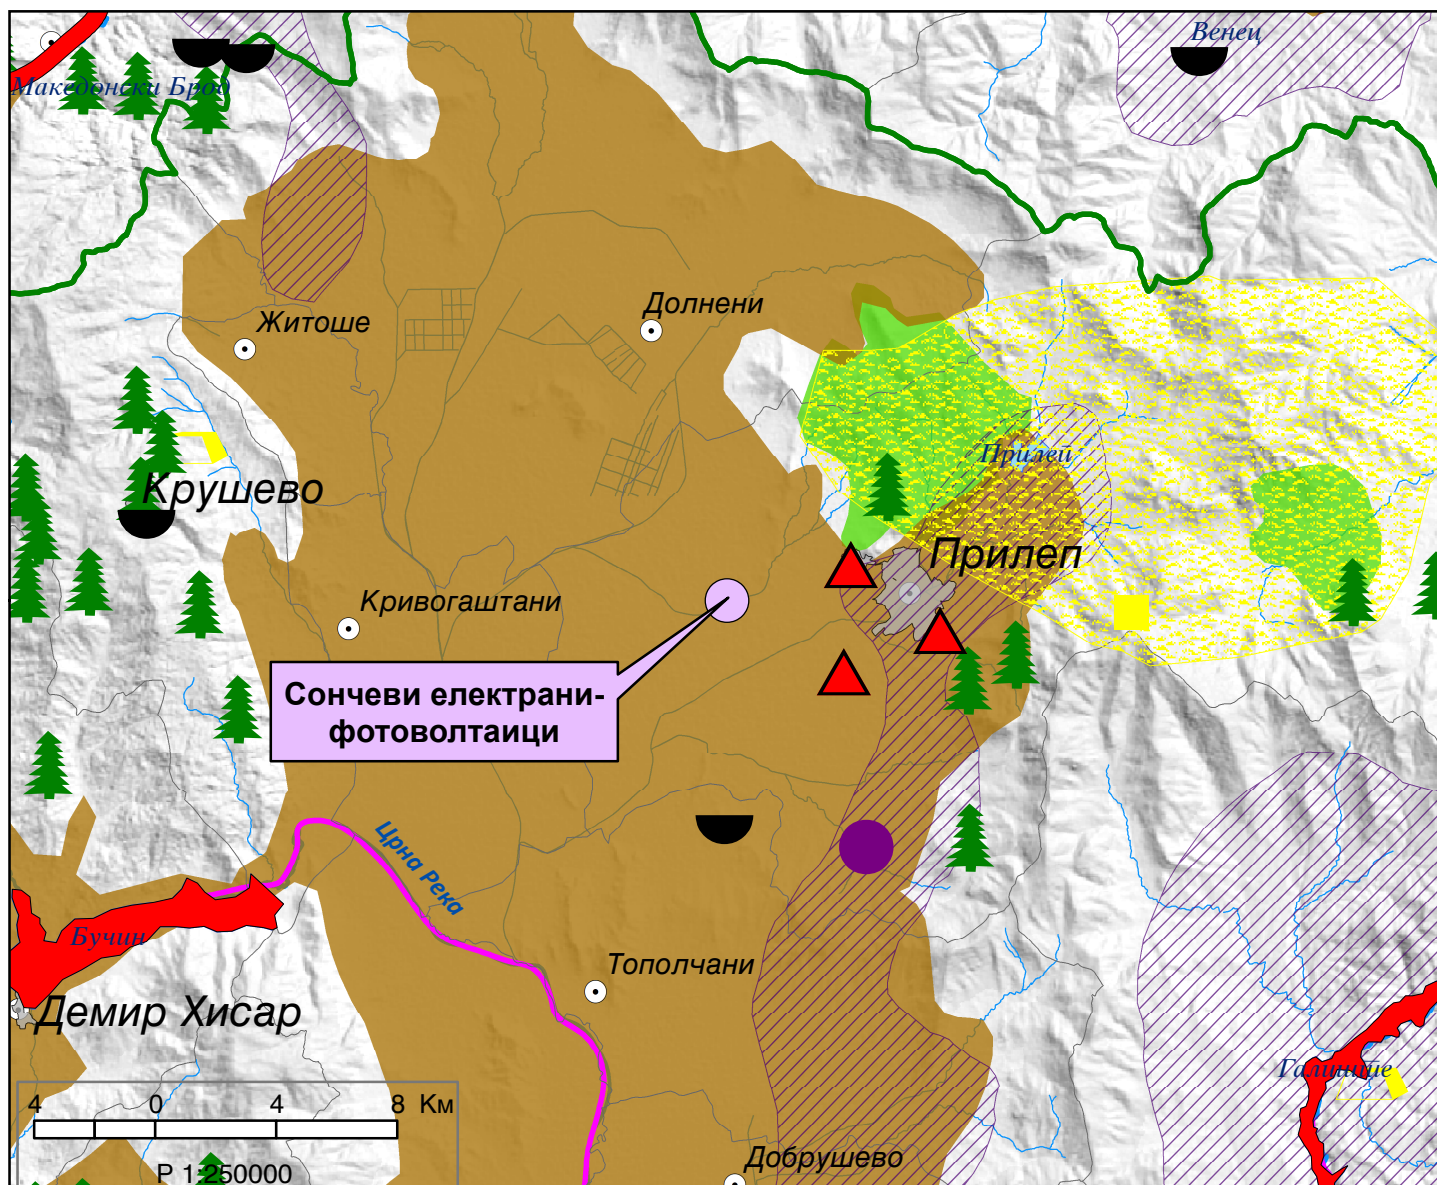 Венец
Македонски Брод
Долнени
Житоше
Прилеп
Крушево
Прилеп
Кривогаштани
Сончеви електрани-
фотоволтаици
Црна Река
Бучин
Тополчани
Демир Хисар
Галиште
4 0 4 8 Км
Р 1:250000
Добрушево